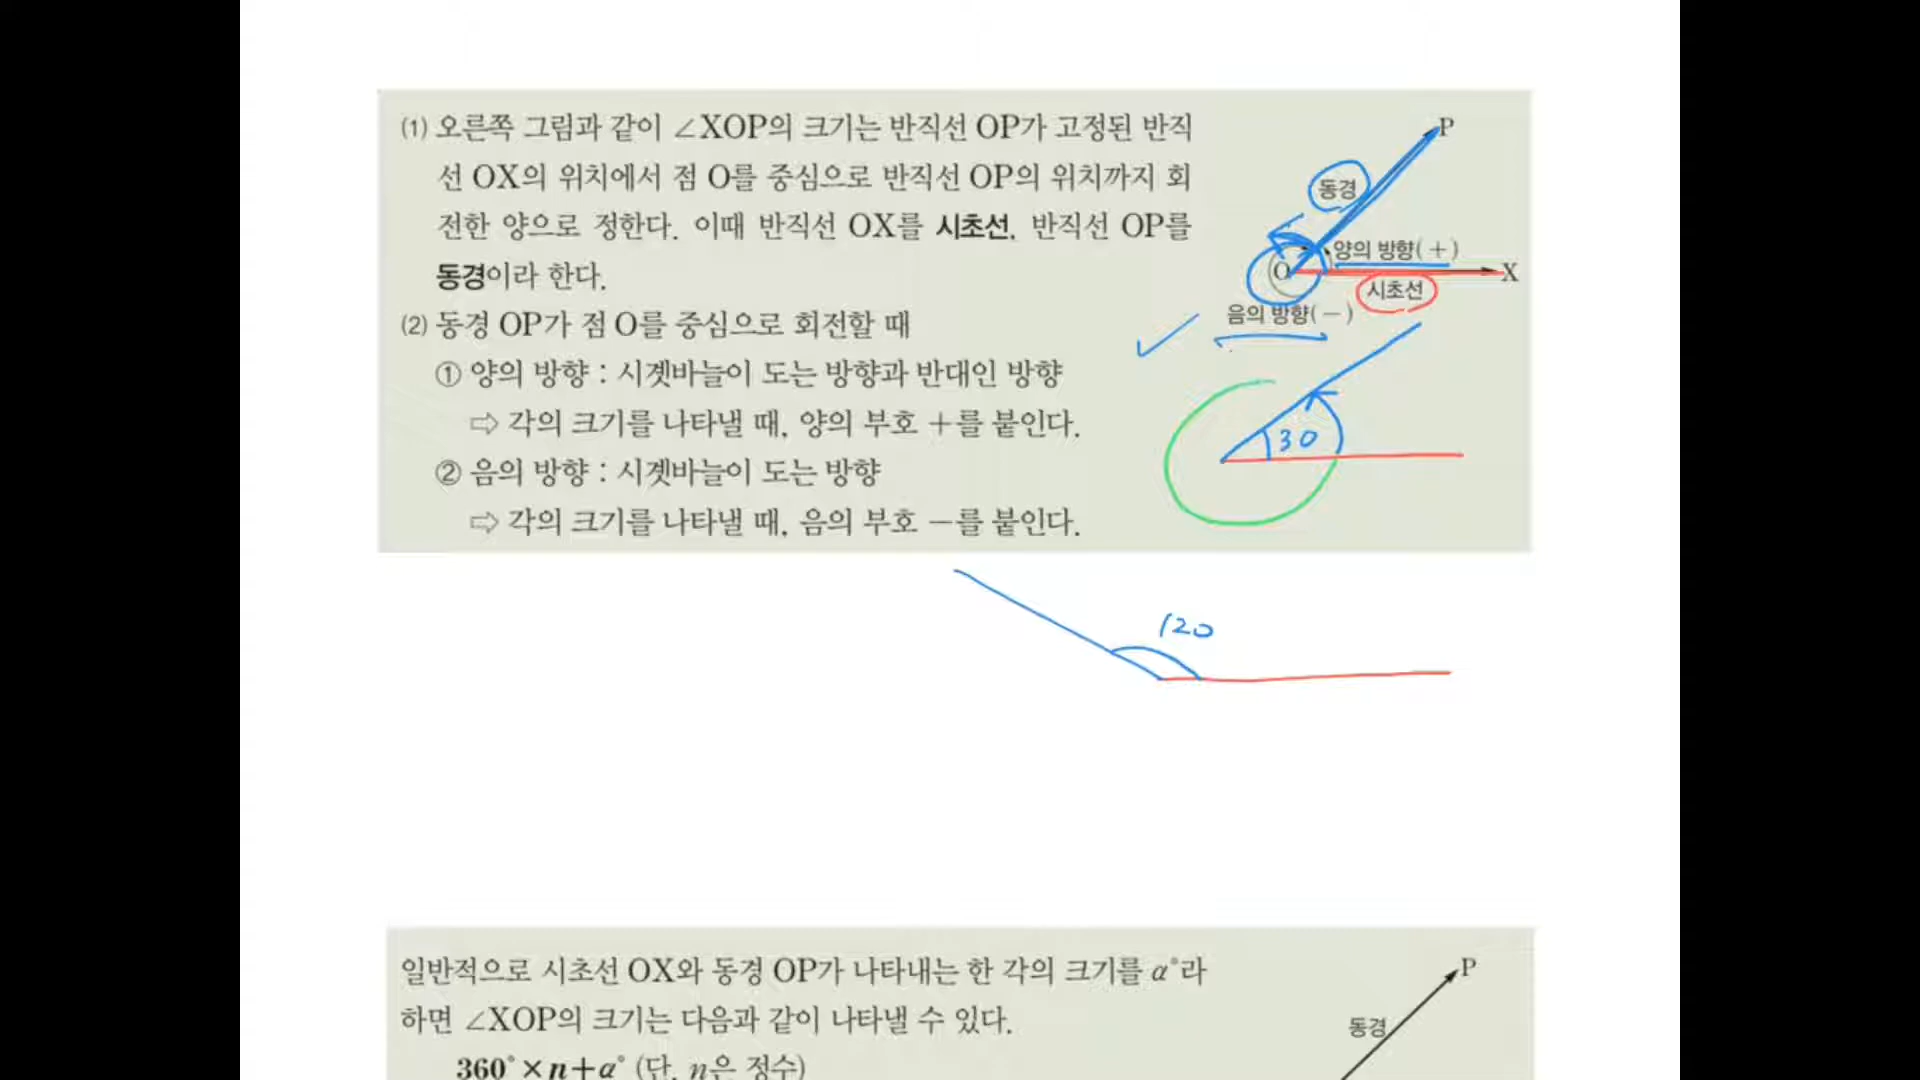 (1) 오른쪽 그림과 같이 ∠XOP의 크기는 반직선 OP가 고정된 반직
선 OX의 위치에서 점 O를 중심으로 반직선 OP의 위치까지 회
전한 양으로 정한다. 이때 반직선 OX를 시초선, 반직선 OP를
동경이라 한다.
P
동경
양의 방향(+)
O
X
시초선
음의 방향(-)
(2) 동경 OP가 점 O를 중심으로 회전할 때
① 양의 방향 : 시곗바늘이 도는 방향과 반대인 방향
⇨ 각의 크기를 나타낼 때, 양의 부호 +를 붙인다.
② 음의 방향 : 시곗바늘이 도는 방향
⇨ 각의 크기를 나타낼 때, 음의 부호 -를 붙인다.
30
120
일반적으로 시초선 OX와 동경 OP가 나타내는 한 각의 크기를 α°라
하면 ∠XOP의 크기는 다음과 같이 나타낼 수 있다.
360°×n+α° (단, n은 정수)
P
동경